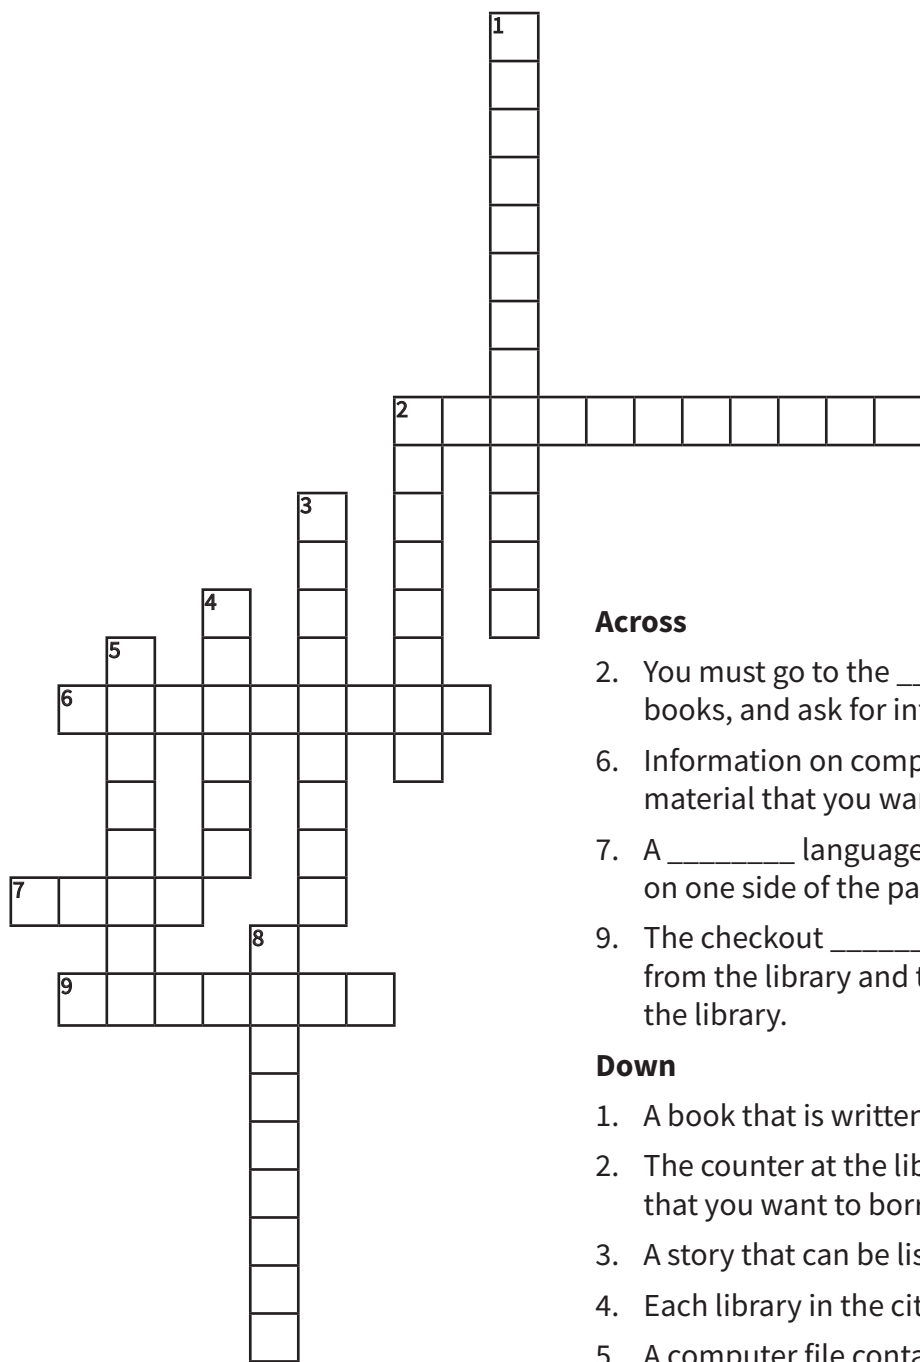 1
2
3
4
5
6
7
8
9
Across
2. You must go to the __
books, and ask for in
6. Information on comp
material that you wa
7. A ________ language
on one side of the pa
9. The checkout ______
from the library and t
the library.
Down
1. A book that is written
2. The counter at the lib
that you want to borr
3. A story that can be lis
4. Each library in the cit
5. A computer file conta